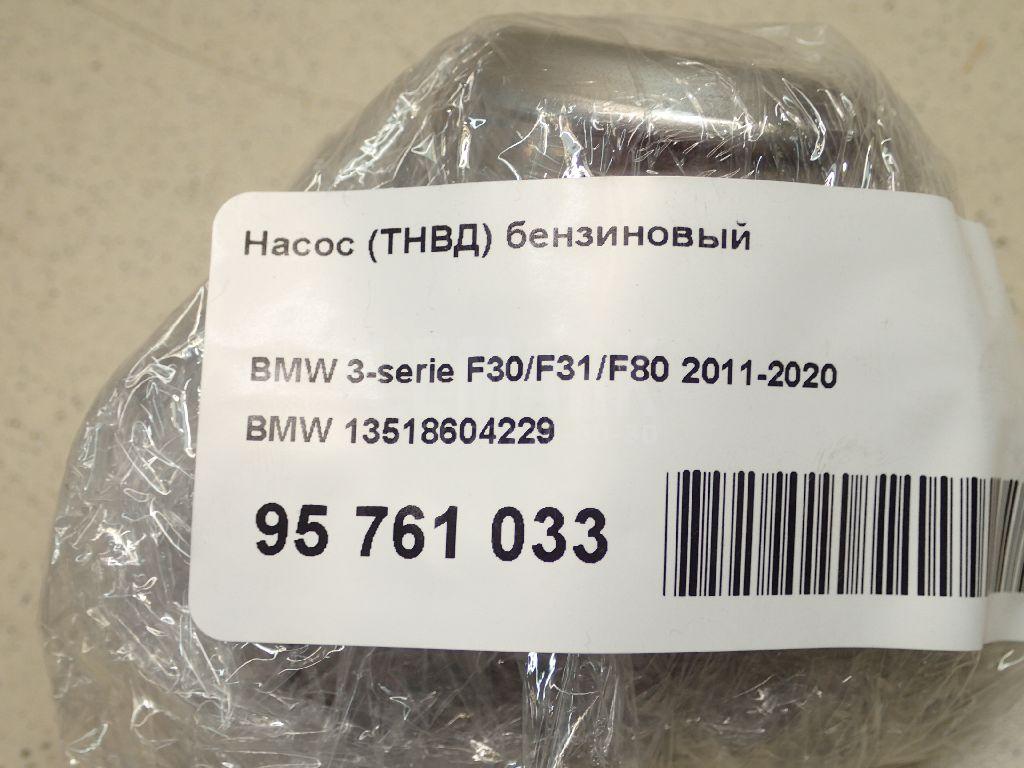 Насос (ТНВД) бензиновый
BMW 3-serie F30/F31/F80 2011-2020
BMW 13518604229
95 761 033